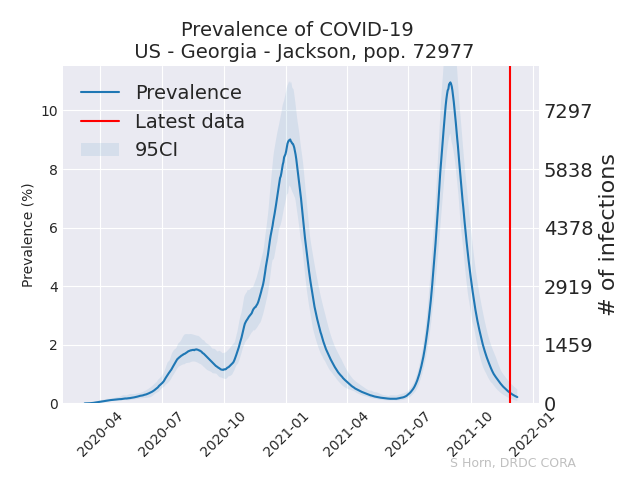 Prevalence of COVID-19
US - Georgia - Jackson, pop. 72977
Prevalence
Latest data
95CI
Prevalence (%)
10
8
6
4
2
0
7297
5838
4378
2919
1459
0
# of infections
2020-04
2020-07
2020-10
2021-01
2021-04
2021-07
2021-10
2022-01
S Horn, DRDC CORA